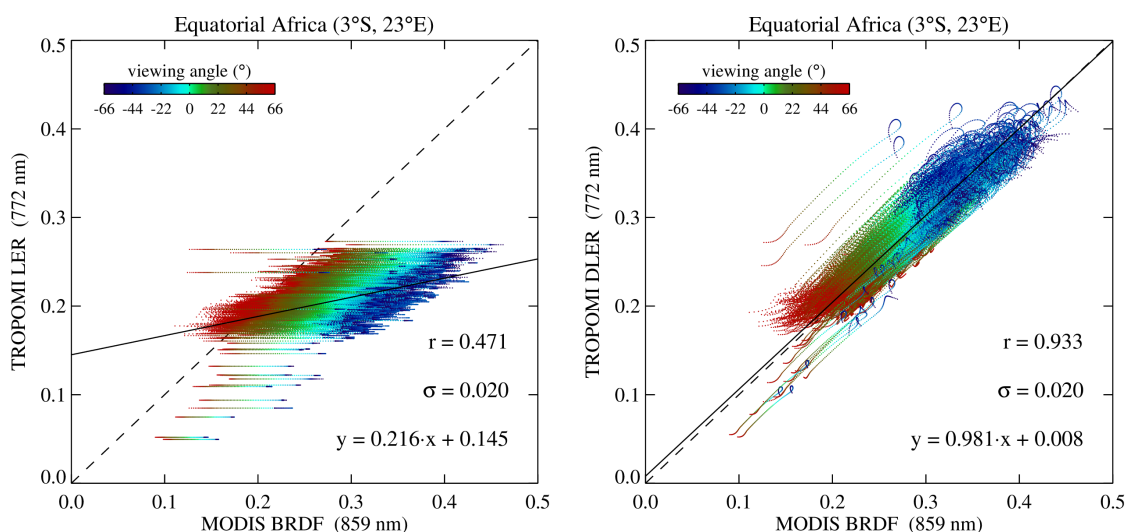 Equatorial Africa (3°S, 23°E)
0.5
0.4
0.3
0.2
0.1
0.0
TROPOMI LER (772 nm)
viewing angle (°)
-66 -44 -22 0 22 44 66
r = 0.471
σ = 0.020
y = 0.216·x + 0.145
0.0 0.1 0.2 0.3 0.4 0.5
MODIS BRDF (859 nm)
Equatorial Africa (3°S, 23°E)
0.5
0.4
0.3
0.2
0.1
0.0
TROPOMI DLER (772 nm)
viewing angle (°)
-66 -44 -22 0 22 44 66
r = 0.933
σ = 0.020
y = 0.981·x + 0.008
0.0 0.1 0.2 0.3 0.4 0.5
MODIS BRDF (859 nm)